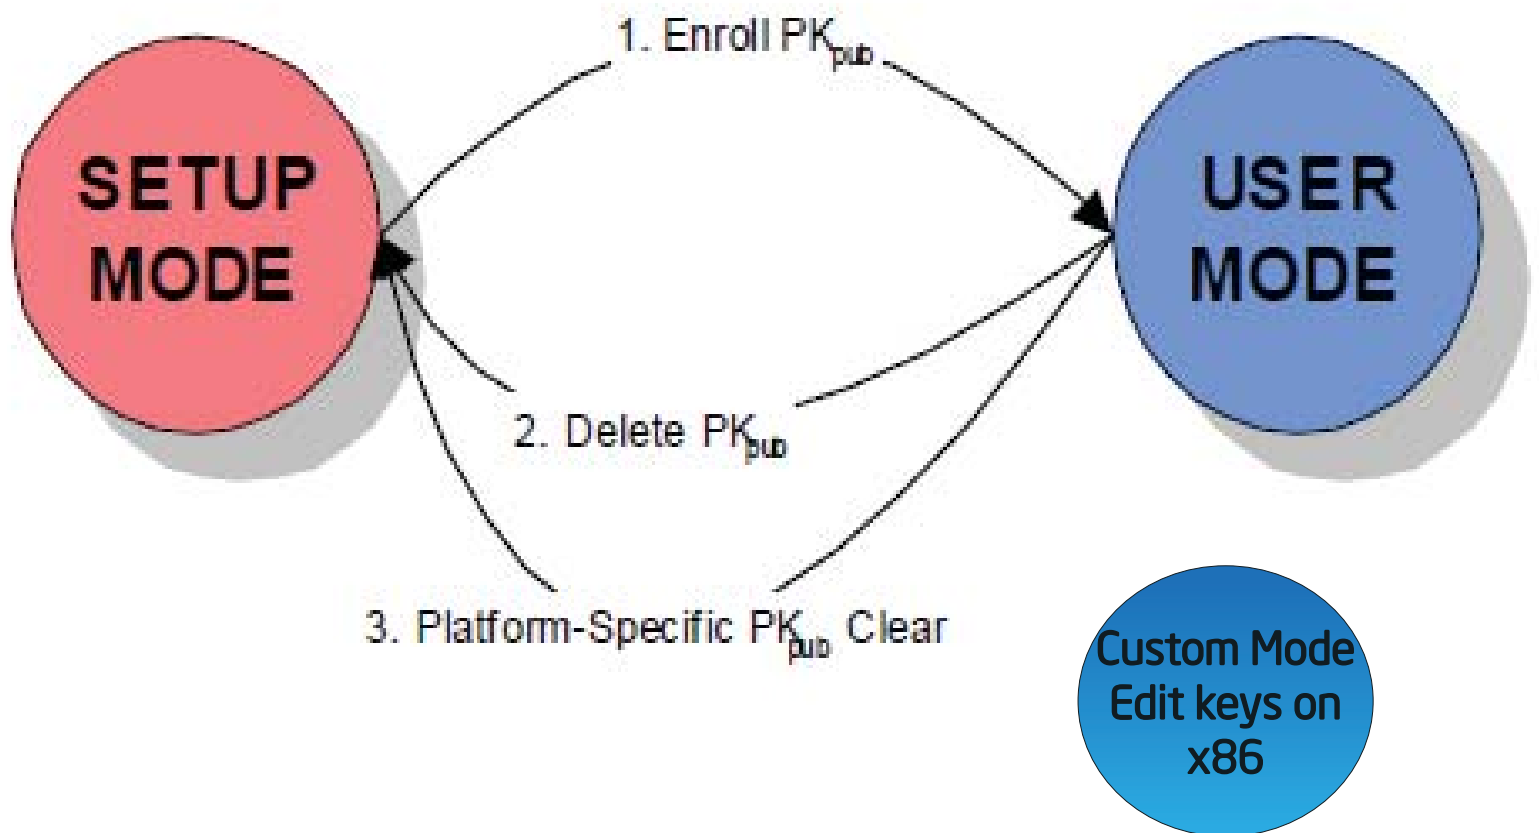 1. Enroll PKpub
SETUP
MODE
USER
MODE
2. Delete PKpub
3. Platform-Specific PKpub Clear
Custom Mode
Edit keys on
x86